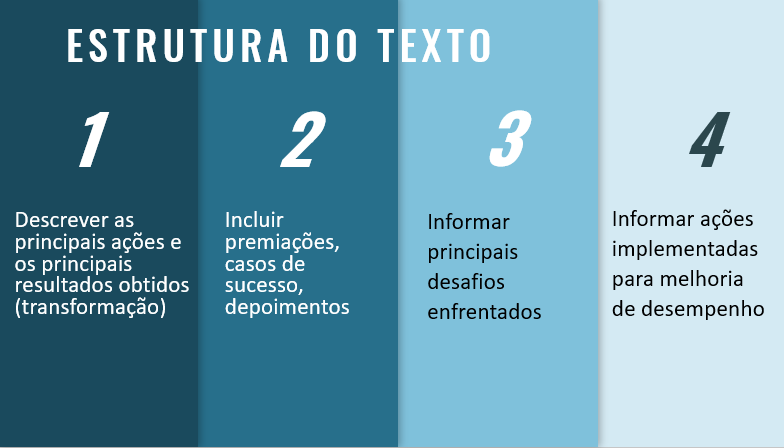 ESTRUTURA DO TEXTO
1
Descrever as
principais ações e
os principais
resultados obtidos
(transformação)
2
Incluir
premiações,
casos de
sucesso,
depoimentos
3
Informar
principais
desafios
enfrentados
4
Informar ações
implementadas
para melhoria
de desempenho